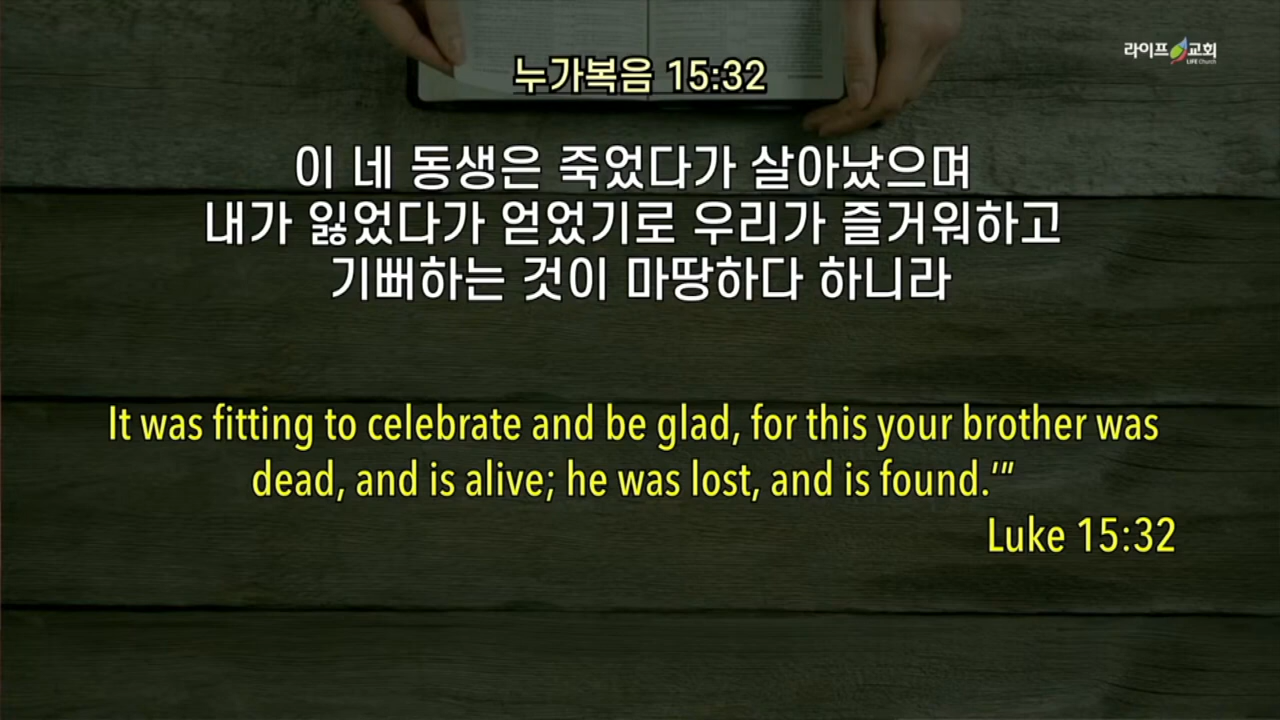 라이프교회
LIFE Church
누가복음 15:32
이 네 동생은 죽었다가 살아났으며
내가 잃었다가 얻었기로 우리가 즐거워하고
기뻐하는 것이 마땅하다 하니라
It was fitting to celebrate and be glad, for this your brother was
dead, and is alive; he was lost, and is found.’”
Luke 15:32